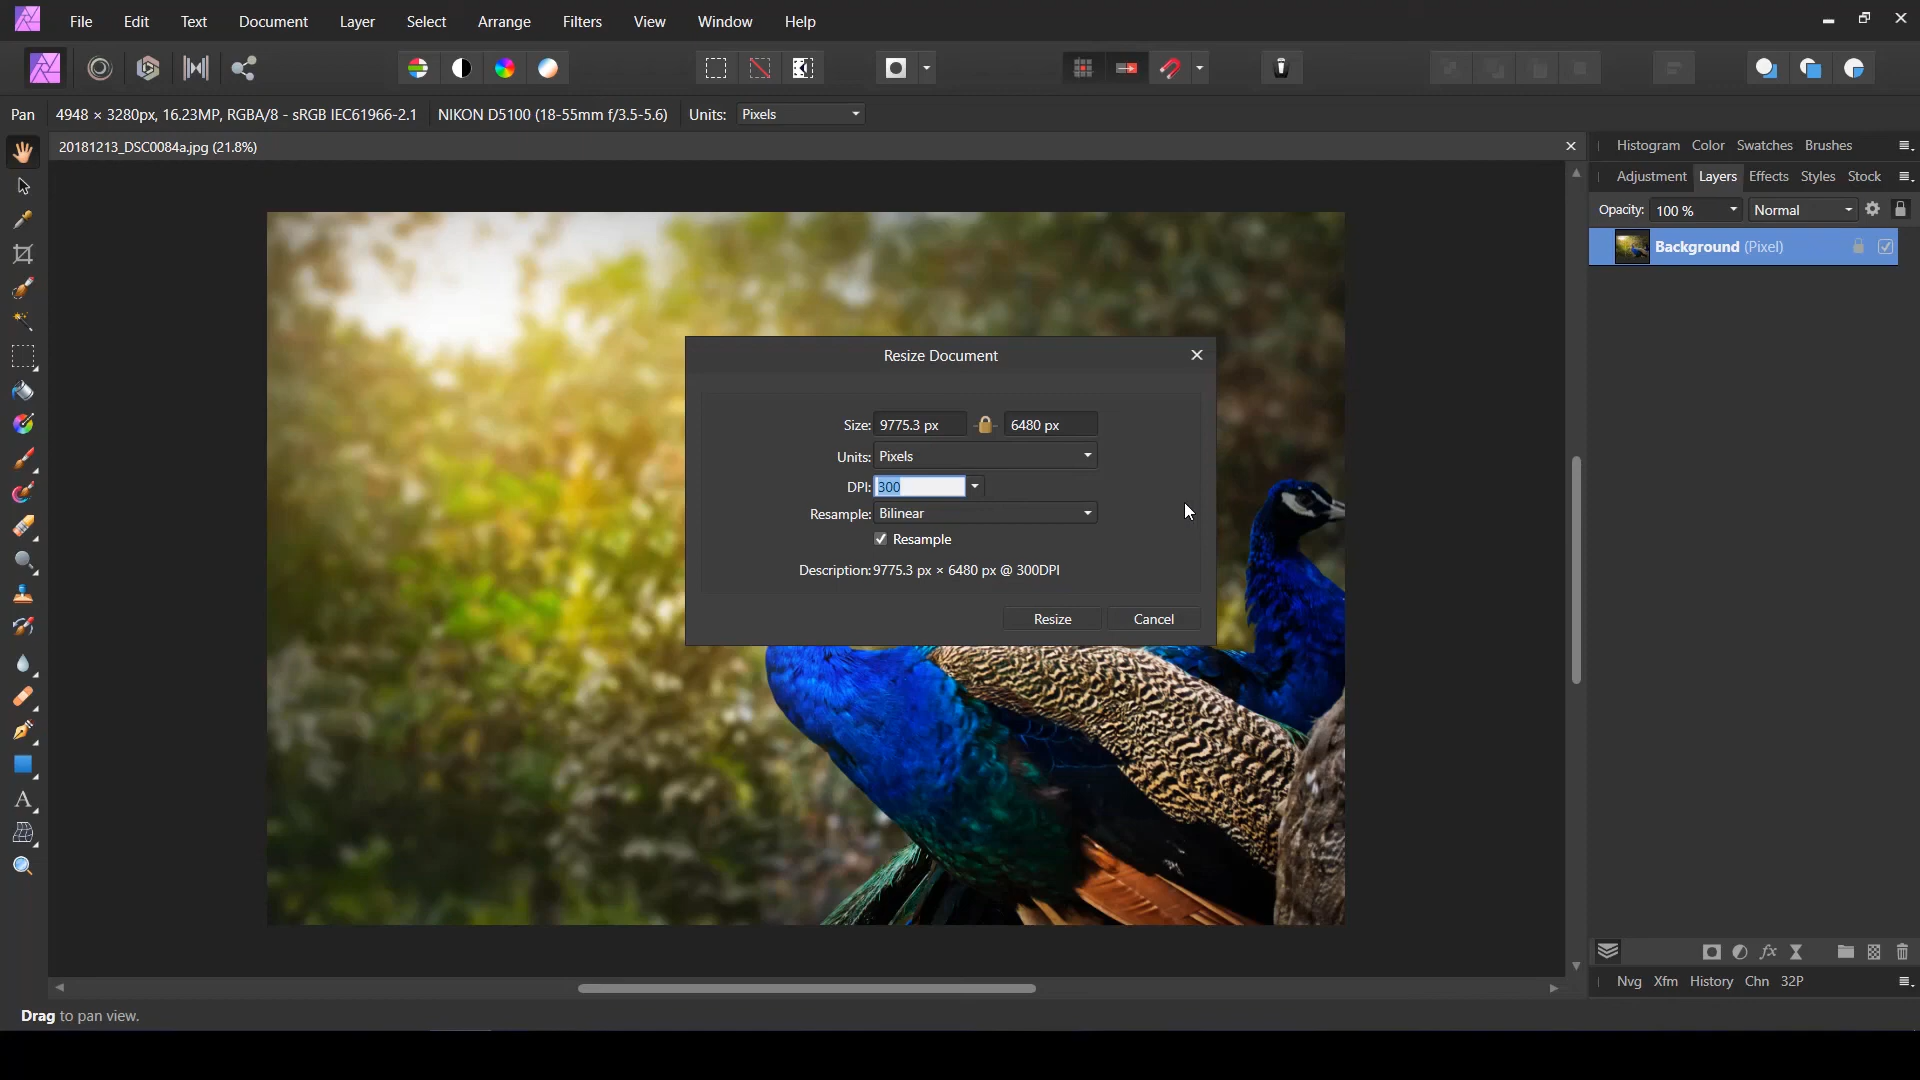 File Edit Text Document Layer Select Arrange Filters View Window Help
Pan 4948 × 3280px, 16.23MP, RGBA/8 - sRGB IEC61966-2.1 NIKON D5100 (18-55mm f/3.5-5.6) Units: Pixels
20181213_DSC0084a.jpg (21.8%)
Histogram Color Swatches Brushes
Adjustment Layers Effects Styles Stock
Opacity: 100 % Normal
Background (Pixel)
Resize Document
Size: 9775.3 px 6480 px
Units: Pixels
DPI: 300
Resample: Bilinear
Resample
Description: 9775.3 px × 6480 px @ 300DPI
Resize Cancel
A
fx
Nvg Xfm History Chn 32P
Drag to pan view.